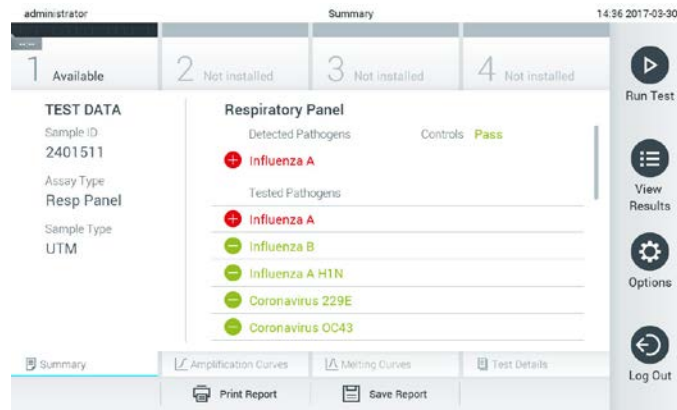 administrator Summary 14:36 2017-03-30
1 Available 2 Not installed 3 Not installed 4 Not installed
Run Test
TEST DATA
Sample ID
2401511
Assay Type
Resp Panel
Sample Type
UTM
Respiratory Panel
Detected Pathogens Controls Pass
Influenza A
Tested Pathogens
Influenza A
Influenza B
Influenza A H1N
Coronavirus 229E
Coronavirus OC43
View
Results
Options
Log Out
Summary Amplification Curves Melting Curves Test Details
Print Report Save Report